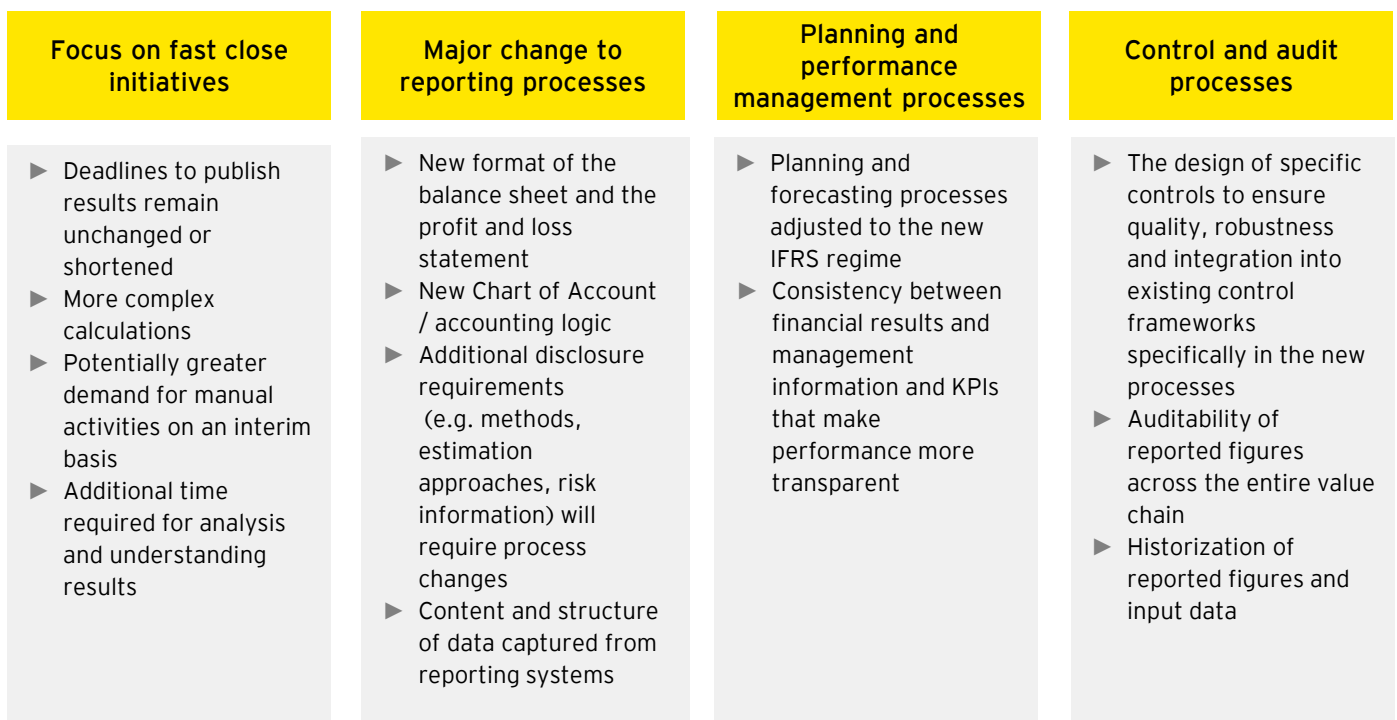 Focus on fast close
initiatives
► Deadlines to publish
results remain
unchanged or
shortened
► More complex
calculations
► Potentially greater
demand for manual
activities on an interim
basis
► Additional time
required for analysis
and understanding
results
Major change to
reporting processes
► New format of the
balance sheet and the
profit and loss
statement
► New Chart of Account
/ accounting logic
► Additional disclosure
requirements
(e.g. methods,
estimation
approaches, risk
information) will
require process
changes
► Content and structure
of data captured from
reporting systems
Planning and
performance
management processes
► Planning and
forecasting processes
adjusted to the new
IFRS regime
► Consistency between
financial results and
management
information and KPIs
that make
performance more
transparent
Control and audit
processes
► The design of specific
controls to ensure
quality, robustness
and integration into
existing control
frameworks
specifically in the new
processes
► Auditability of
reported figures
across the entire value
chain
► Historization of
reported figures and
input data